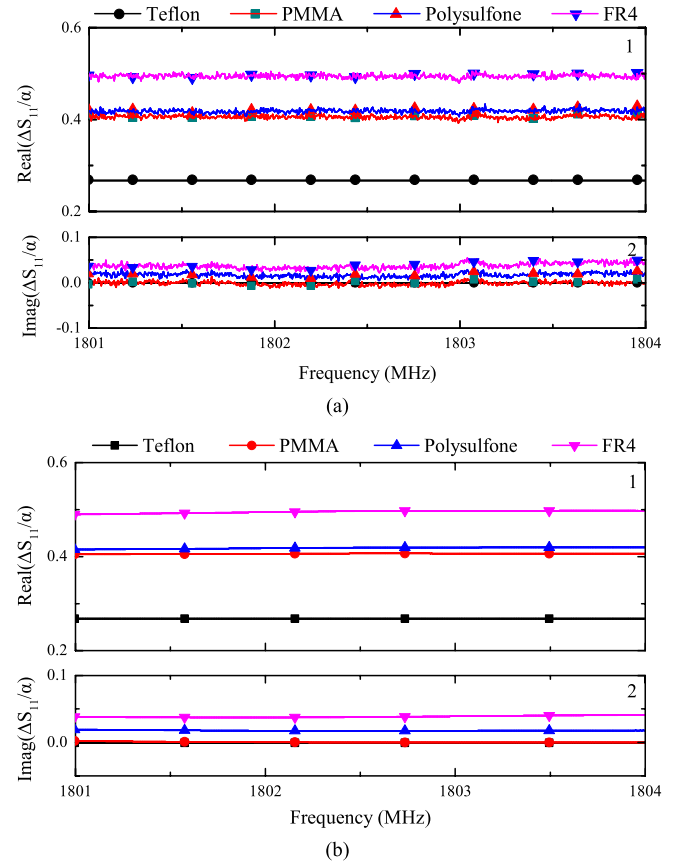 Teflon PMMA Polysulfone FR4
0.6
1
0.4
Real(ΔS11/α)
0.2
0.1
2
0.0
Imag(ΔS11/α)
-0.1
1801 1802 1803 1804
Frequency (MHz)
(a)
Teflon PMMA Polysulfone FR4
0.6
1
0.4
Real(ΔS11/α)
0.2
0.1
2
0.0
Imag(ΔS11/α)
1801 1802 1803 1804
Frequency (MHz)
(b)